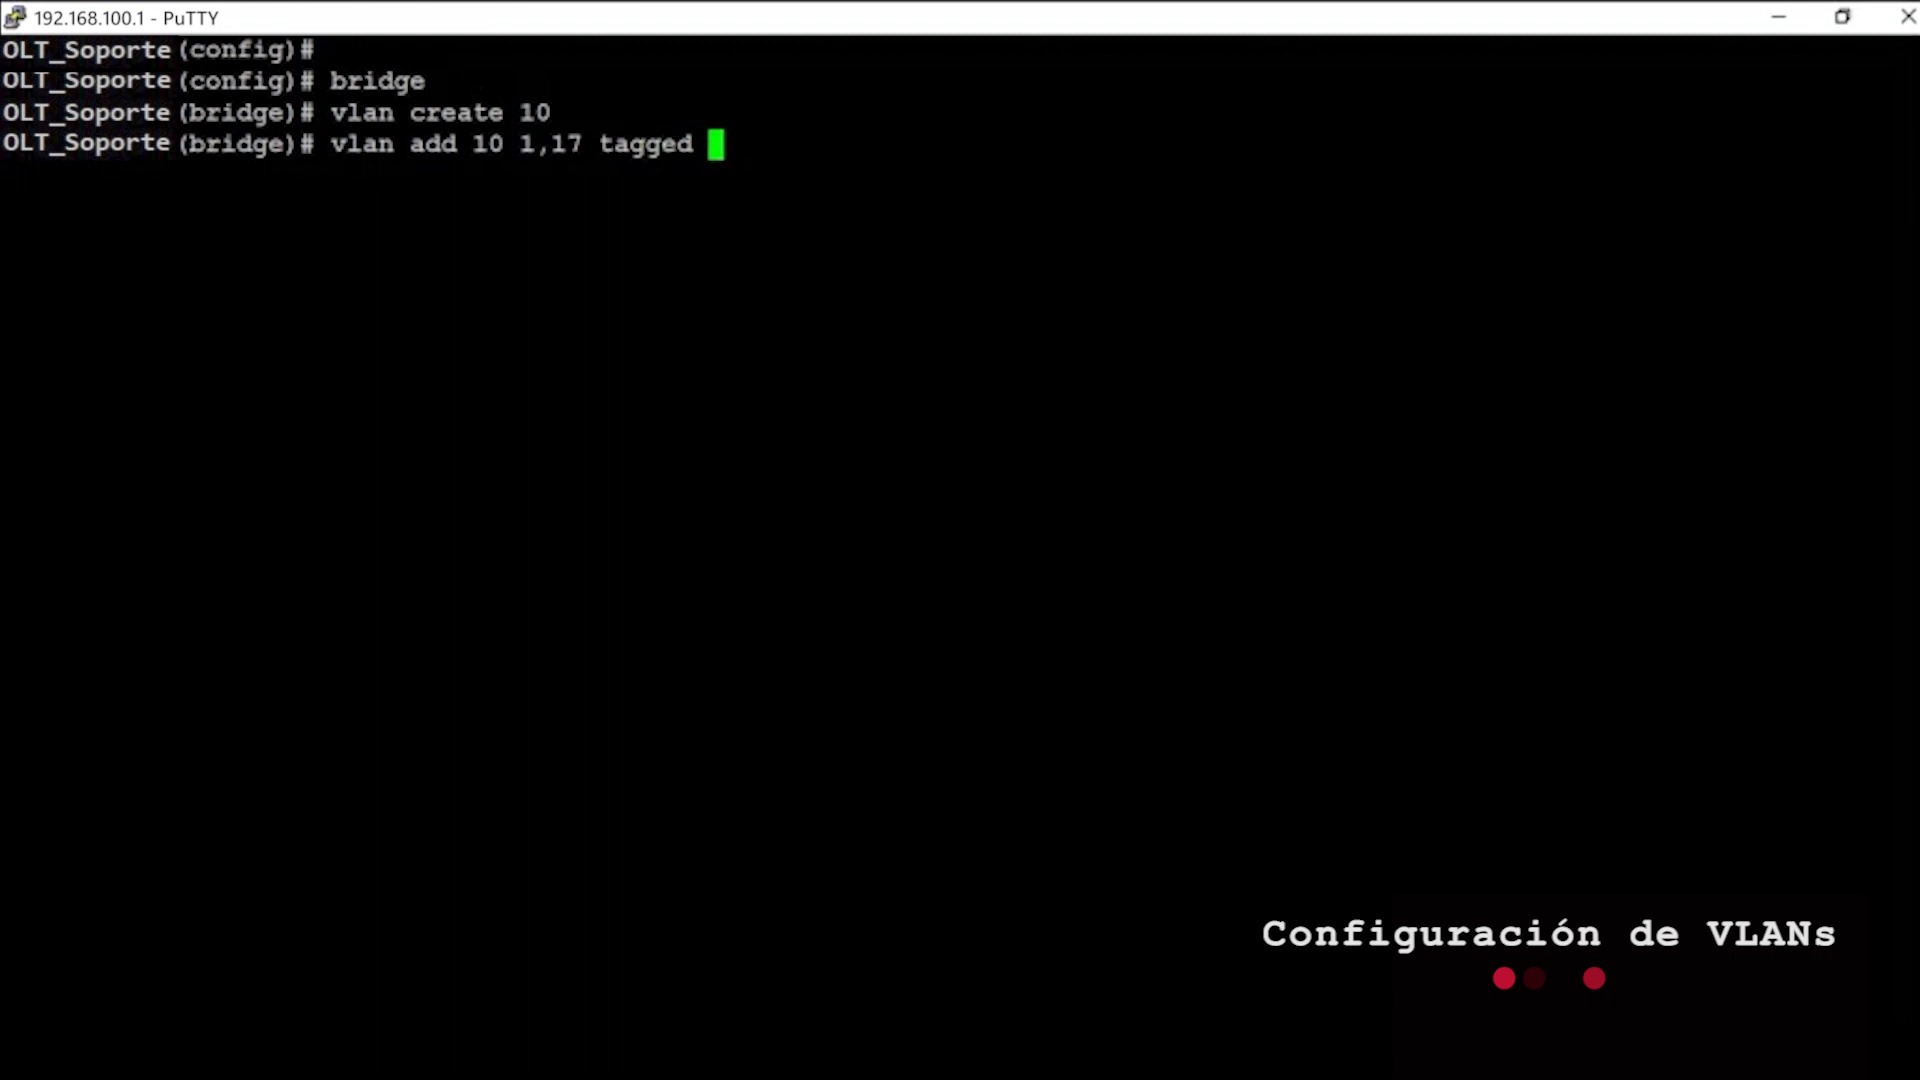 192.168.100.1 - PuTTY
OLT_Soporte(config)#
OLT_Soporte(config)# bridge
OLT_Soporte(bridge)# vlan create 10
OLT_Soporte(bridge)# vlan add 10 1,17 tagged
Configuración de VLANs